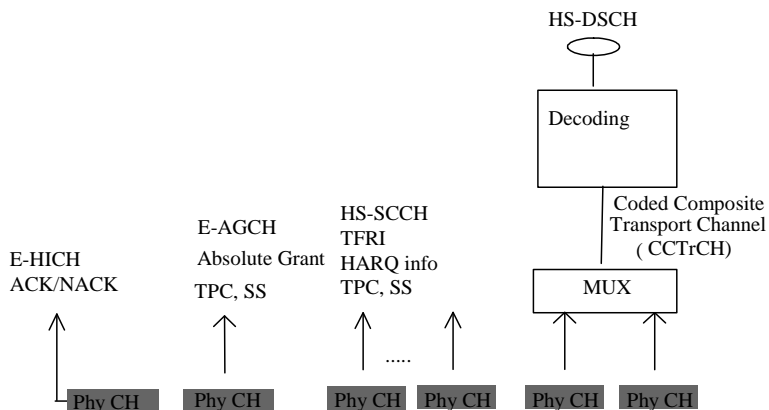 HS-DSCH
Decoding
Coded Composite
Transport Channel
( CCTrCH)
MUX
HS-SCCH
TFRI
HARQ info
TPC, SS
E-AGCH
Absolute Grant
TPC, SS
E-HICH
ACK/NACK
.....
Phy CH
Phy CH
Phy CH
Phy CH
Phy CH
Phy CH